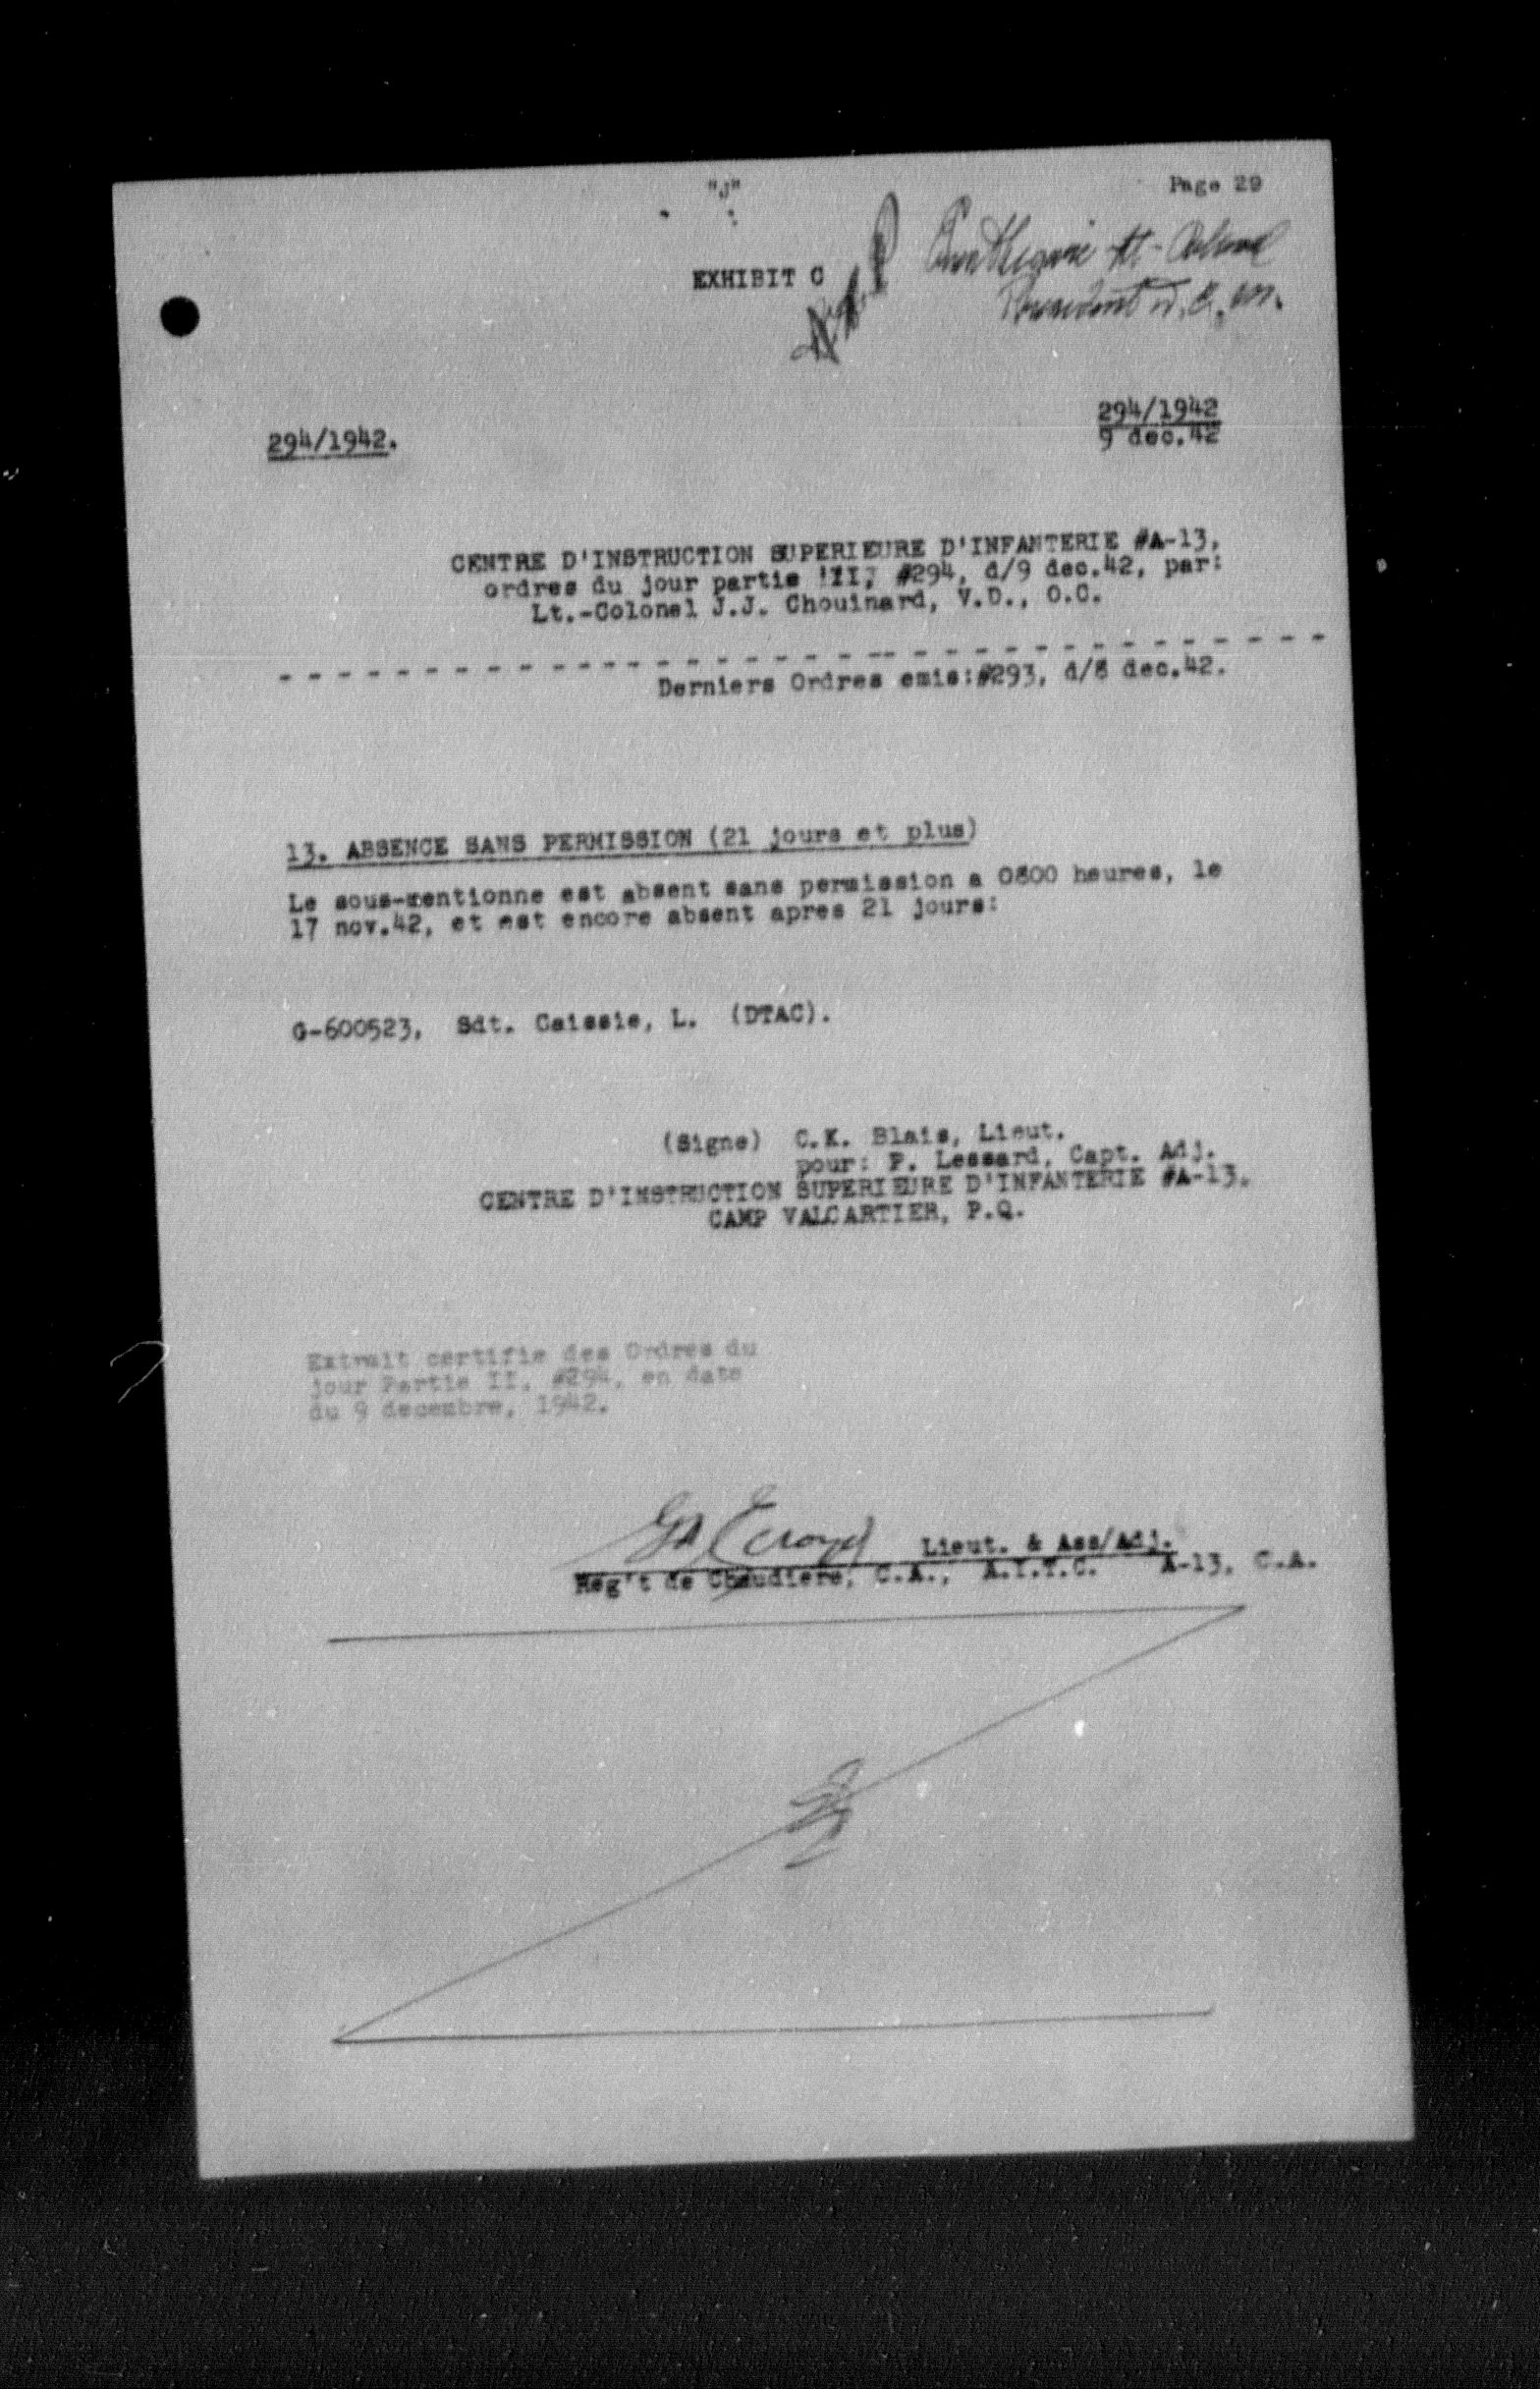 "J"
Page 29
EXHIBIT C
Lt-
President
294/1942.
294/1942
9 dec.42
CENTRE D'INSTRUCTION SUPERIEURE D'INFANTERIE #A-13,
ordres du jour partie #294, d/9 dec.42, par:
Lt.-Colonel J.J. Chouinard, V.D., O.C.
Derniers Ordres emis:#293, d/8 dec.42.
13. ABSENCE SANS PERMISSION (21 jours et plus)
Le sous-mentionne est absent sans permission a 0800 heures, le
17 nov.42, et est encore absent apres 21 jours:
G-600523, Sdt. Caissie, L. (DTAC).
(Signe) C.K. Blais, Lieut.
pour: P. Lessard, Capt. Adj.
CENTRE D'INSTRUCTION SUPERIEURE D'INFANTERIE #A-13.
CAMP VALCARTIER, P.Q.
Extrait certifie des Ordres du
jour Partie II, #294, en date
du 9 decembre, 1942.
Lieut. & Ass/Adj.
Reg't de Chaudiere, C.A., A.I.T.C. A-13, C.A.